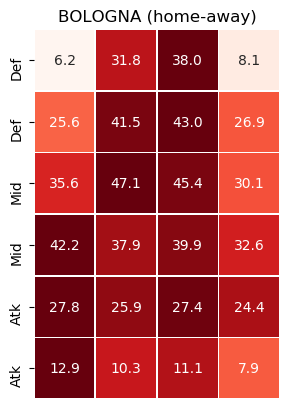 BOLOGNA (home-away)
Def 6.2 31.8 38.0 8.1
Def 25.6 41.5 43.0 26.9
Mid 35.6 47.1 45.4 30.1
Mid 42.2 37.9 39.9 32.6
Atk 27.8 25.9 27.4 24.4
Atk 12.9 10.3 11.1 7.9